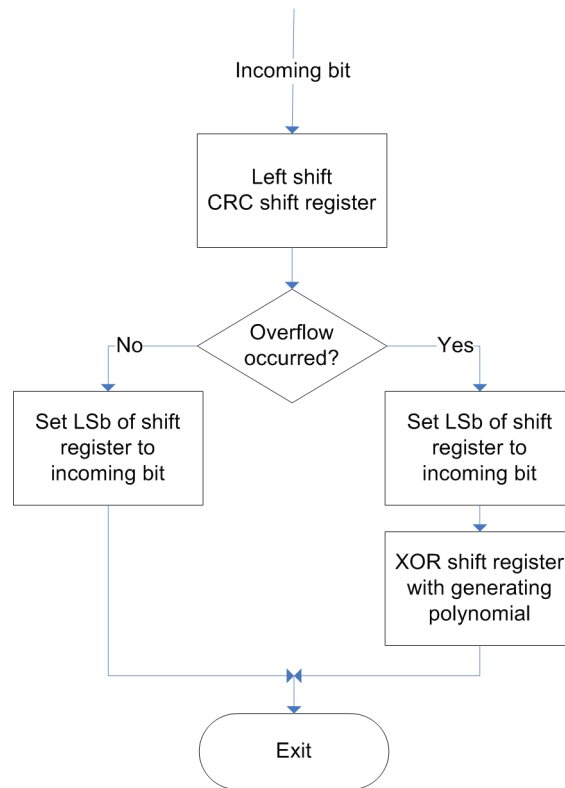 Incoming bit
Left shift
CRC shift register
Overflow
occurred?
No
Yes
Set LSb of shift
register to
incoming bit
Set LSb of shift
register to
incoming bit
XOR shift register
with generating
polynomial
Exit